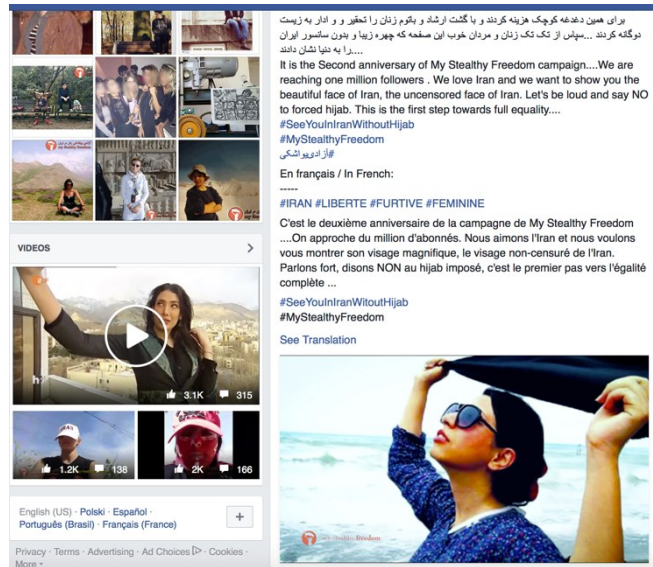 VIDEOS
3.1K 315
1.2K 138
2K 166
English (US) · Polski · Español ·
Português (Brasil) · Français (France)
+
Privacy · Terms · Advertising · Ad Choices · Cookies ·
More
برای همین دغدغه کوچک هزینه کردند و با گشت ارشاد و باتوم زنان را تحقیر و و ادار به زیست
دوگانه کردند ...سپاس از تک تک زنان و مردان خوب این صفحه که چهره زیبا و بدون سانسور ایران
را به دنیا نشان دادند....
It is the Second anniversary of My Stealthy Freedom campaign....We are
reaching one million followers . We love Iran and we want to show you the
beautiful face of Iran, the uncensored face of Iran. Let's be loud and say NO
to forced hijab. This is the first step towards full equality....
#SeeYouInIranWithoutHijab
#MyStealthyFreedom
#آزادی‌یواشکی
En français / In French:
-----
#IRAN #LIBERTE #FURTIVE #FEMININE
C'est le deuxième anniversaire de la campagne de My Stealthy Freedom
....On approche du million d'abonnés. Nous aimons l'Iran et nous voulons
vous montrer son visage magnifique, le visage non-censuré de l'Iran.
Parlons fort, disons NON au hijab imposé, c'est le premier pas vers l'égalité
complète ...
#SeeYouInIranWitoutHijab
#MyStealthyFreedom
See Translation
my stealthy freedom